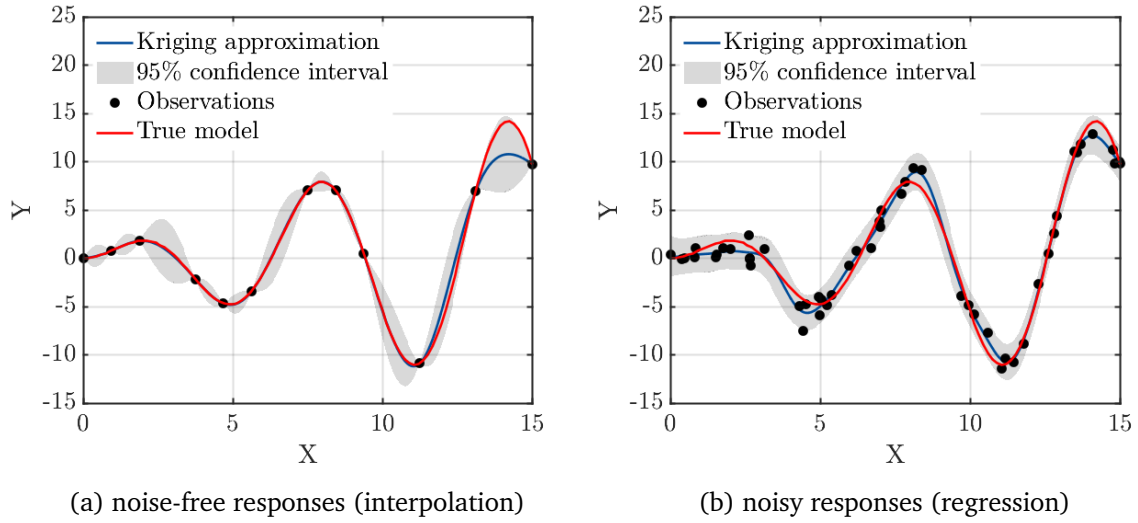 25
20
15
10
5
0
-5
-10
-15
Y
Kriging approximation
95% confidence interval
Observations
True model
0
5
10
15
X
(a) noise-free responses (interpolation)
25
20
15
10
5
0
-5
-10
-15
Y
Kriging approximation
95% confidence interval
Observations
True model
0
5
10
15
X
(b) noisy responses (regression)